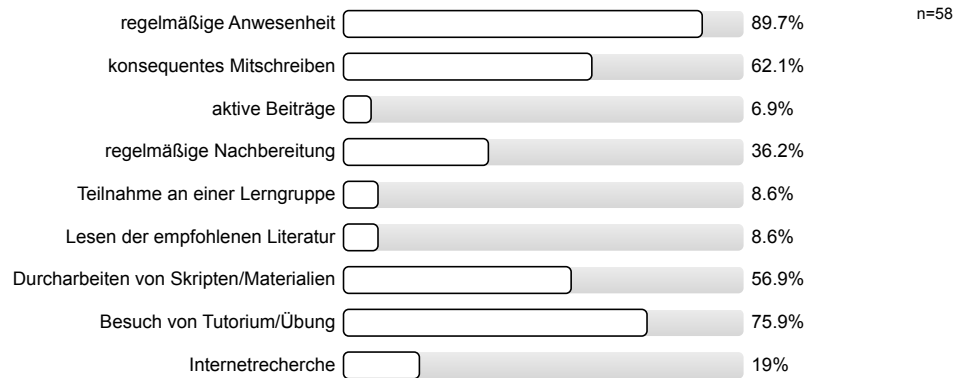 regelmäßige Anwesenheit 89.7% n=58
konsequentes Mitschreiben 62.1%
aktive Beiträge 6.9%
regelmäßige Nachbereitung 36.2%
Teilnahme an einer Lerngruppe 8.6%
Lesen der empfohlenen Literatur 8.6%
Durcharbeiten von Skripten/Materialien 56.9%
Besuch von Tutorium/Übung 75.9%
Internetrecherche 19%